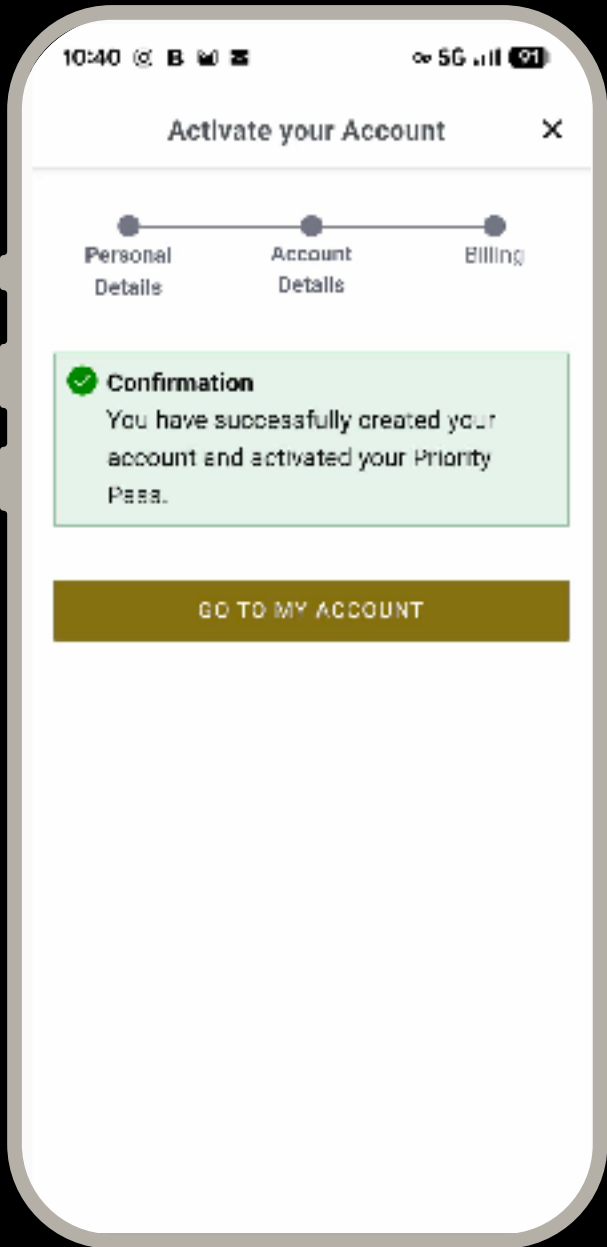 10:40 B 5G 91
Activate your Account
Personal Details
Account Details
Billing
Confirmation
You have successfully created your
account and activated your Priority
Pass.
GO TO MY ACCOUNT